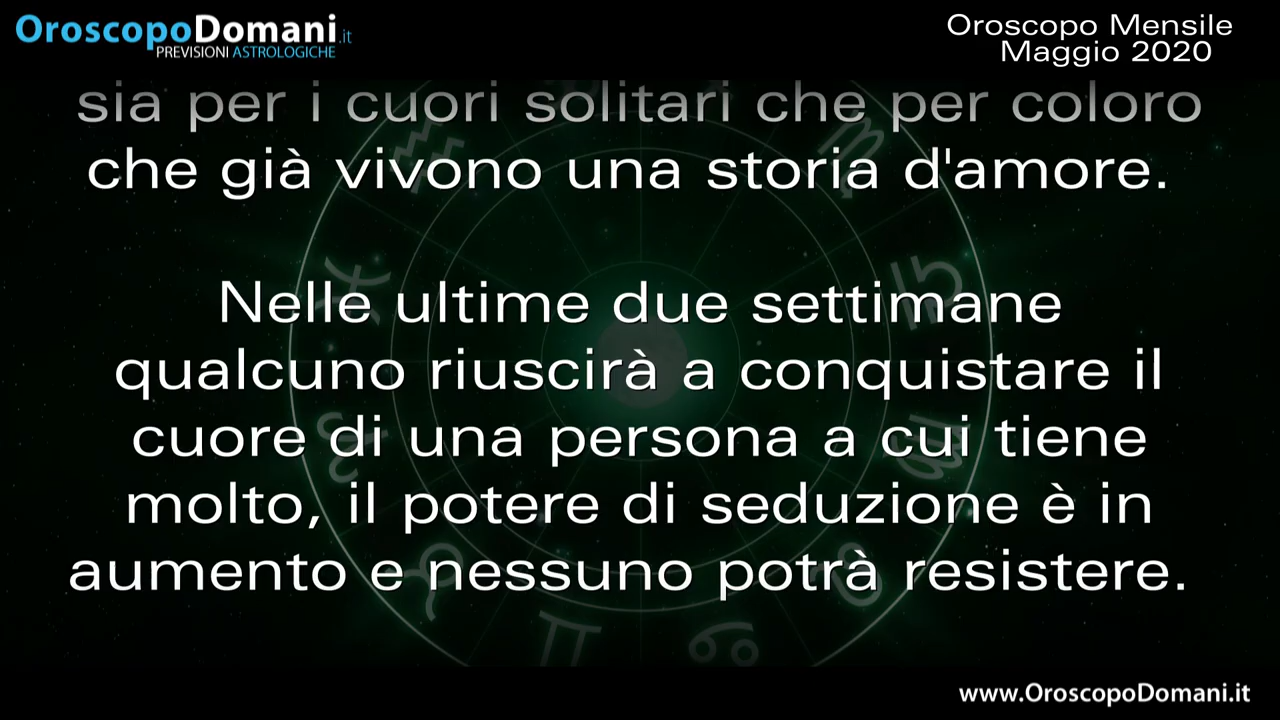 OroscopoDomani.it
PREVISIONI ASTROLOGICHE
Oroscopo Mensile
Maggio 2020
sia per i cuori solitari che per coloro
che già vivono una storia d'amore.
Nelle ultime due settimane
qualcuno riuscirà a conquistare il
cuore di una persona a cui tiene
molto, il potere di seduzione è in
aumento e nessuno potrà resistere.
www.OroscopoDomani.it